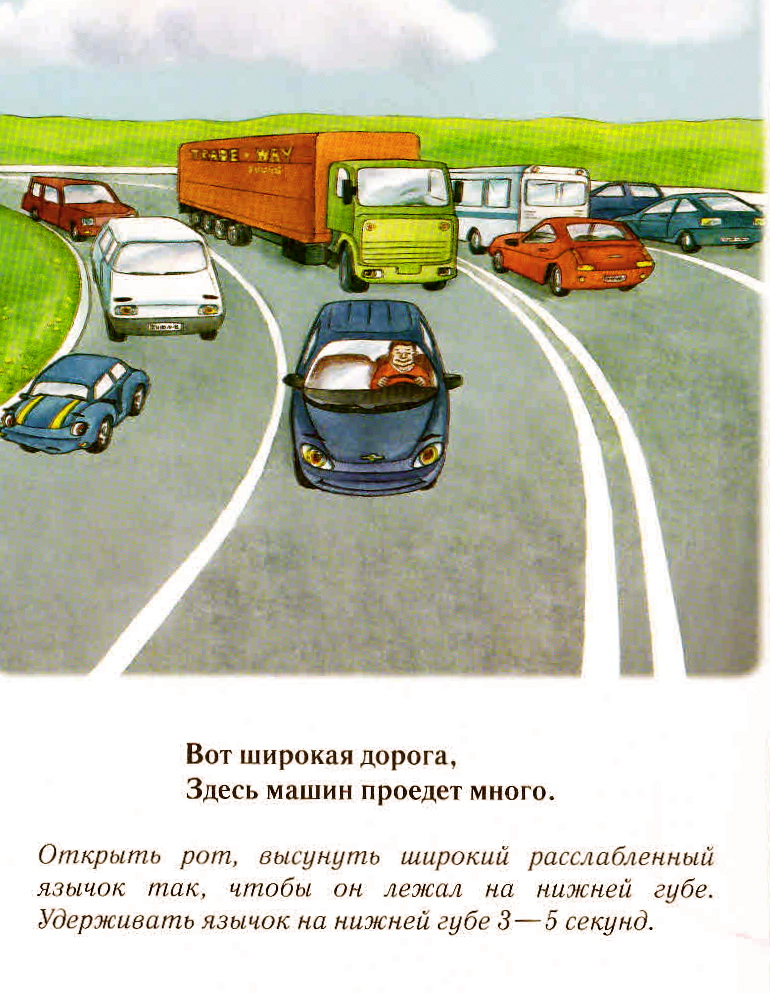 TRADE • WAY
Вот широкая дорога,
Здесь машин проедет много.
Открыть рот, высунуть широкий расслабленный
язычок так, чтобы он лежал на нижней губе.
Удерживать язычок на нижней губе 3—5 секунд.